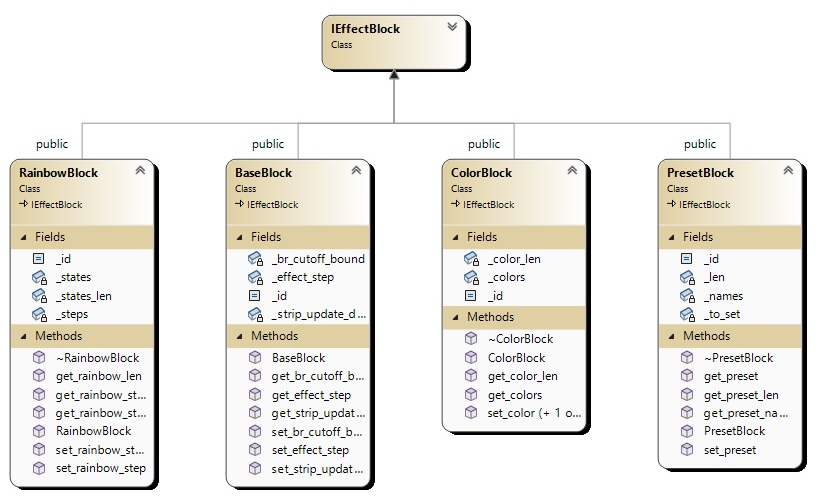 IEffectBlock
Class
public
public
public
public
RainbowBlock
Class
IEffectBlock
Fields
_id
_states
_states_len
_steps
Methods
~RainbowBlock
get_rainbow_len
get_rainbow_st...
get_rainbow_st...
RainbowBlock
set_rainbow_st...
set_rainbow_step
BaseBlock
Class
IEffectBlock
Fields
_br_cutoff_bound
_effect_step
_id
_strip_update_d...
Methods
BaseBlock
get_br_cutoff_b...
get_effect_step
get_strip_updat...
set_br_cutoff_b...
set_effect_step
set_strip_updat...
ColorBlock
Class
IEffectBlock
Fields
_color_len
_colors
_id
Methods
~ColorBlock
ColorBlock
get_color_len
get_colors
set_color (+ 1 o...
PresetBlock
Class
IEffectBlock
Fields
_id
_len
_names
_to_set
Methods
~PresetBlock
get_preset
get_preset_len
get_preset_na...
PresetBlock
set_preset